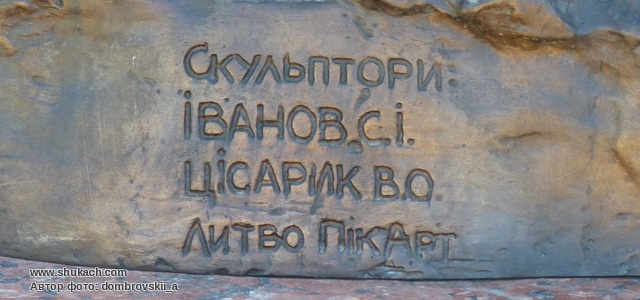 Скульптори:
ІВАНОВ С.І.
ЦІСАРИК В.О
Литво ПікАрт
www.shukach.com
Автор фото: dombrovskii_a